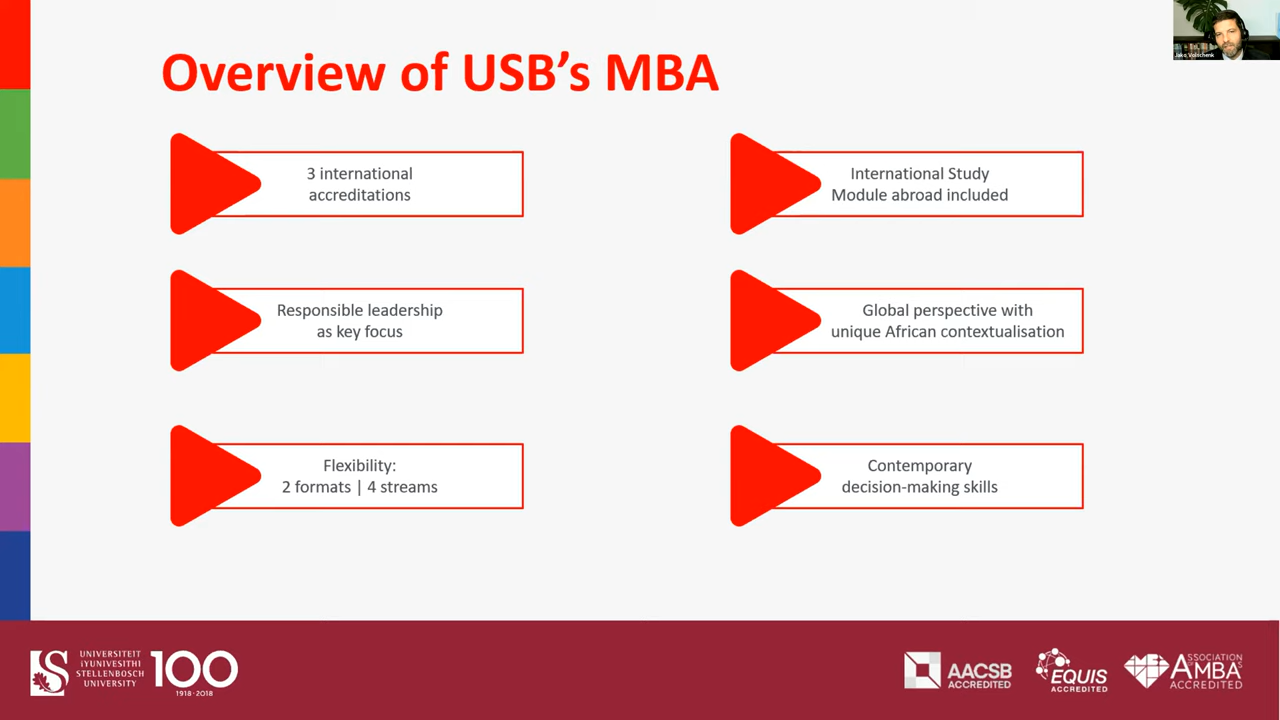 Overview of USB's MBA
3 international
accreditations
International Study
Module abroad included
Responsible leadership
as key focus
Global perspective with
unique African contextualisation
Flexibility:
2 formats | 4 streams
Contemporary
decision-making skills
UNIVERSITEIT
iYUNIVESITHI
STELLENBOSCH
UNIVERSITY
100
1918·2018
AACSB
ACCREDITED
EQUIS
ACCREDITED
ASSOCIATION
OF AMBA'S
ACCREDITED